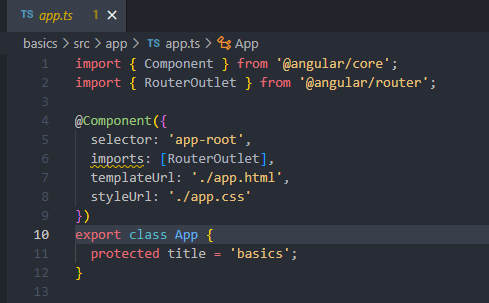 TS app.ts 1 ×
basics > src > app > TS app.ts > App
1 import { Component } from '@angular/core';
2 import { RouterOutlet } from '@angular/router';
3
4 @Component({
5   selector: 'app-root',
6   imports: [RouterOutlet],
7   templateUrl: './app.html',
8   styleUrl: './app.css'
9 })
10 export class App {
11   protected title = 'basics';
12 }
13